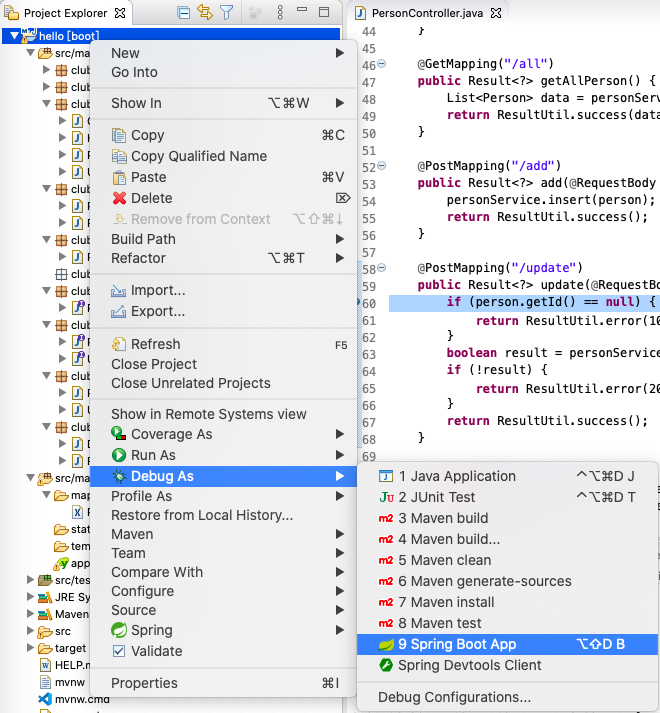 Project Explorer
hello [boot]
src/ma
club
club
club
club
club
club
club
club
club
src/ma
map
stat
tem
app
src/tes
JRE Sy
Maven
src
target
HELP.m
mvnw
mvnw.cmd
New
Go Into
Show In ⌥⌘W
Copy ⌘C
Copy Qualified Name
Paste ⌘V
Delete ⌦
Remove from Context ⌥⇧⌘↓
Build Path
Refactor ⌥⌘T
Import...
Export...
Refresh F5
Close Project
Close Unrelated Projects
Show in Remote Systems view
Coverage As
Run As
Debug As
Profile As
Restore from Local History...
Maven
Team
Compare With
Configure
Source
Spring
Validate
Properties ⌘I
1 Java Application ^⌥⌘D J
2 JUnit Test ^⌥⌘D T
3 Maven build
4 Maven build...
5 Maven clean
6 Maven generate-sources
7 Maven install
8 Maven test
9 Spring Boot App ⌥⇧D B
Spring Devtools Client
Debug Configurations...
PersonController.java
44 }
45
46 @GetMapping("/all")
47 public Result<?> getAllPerson() {
48 List<Person> data = personServ
49 return ResultUtil.success(data
50 }
51
52 @PostMapping("/add")
53 public Result<?> add(@RequestBody
54 personService.insert(person);
55 return ResultUtil.success();
56 }
57
58 @PostMapping("/update")
59 public Result<?> update(@RequestBo
60 if (person.getId() == null) {
61 return ResultUtil.error(10
62 }
63 boolean result = personService
64 if (!result) {
65 return ResultUtil.error(20
66 }
67 return ResultUtil.success();
68 }
69